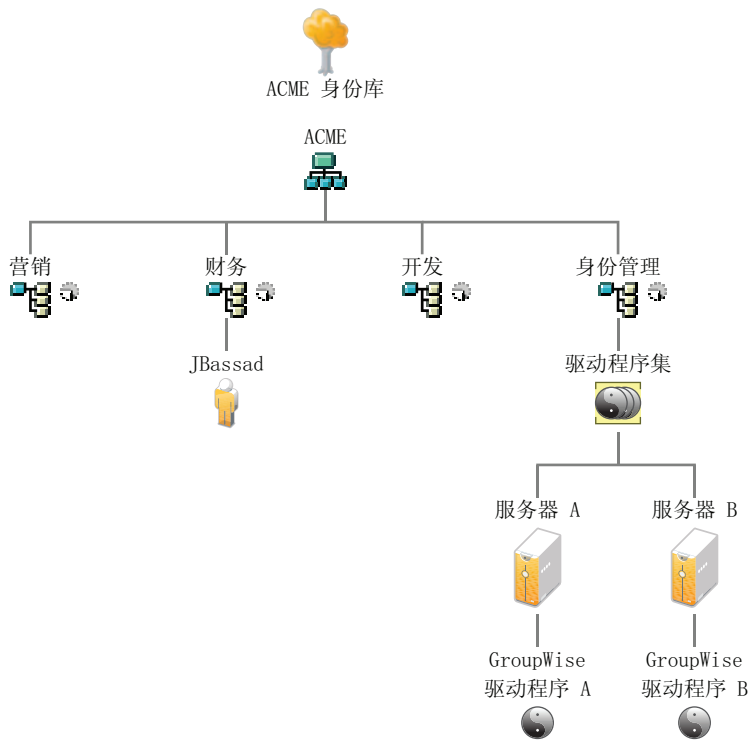 ACME 身份库
ACME
营销
财务
开发
身份管理
JBassad
驱动程序集
服务器 A
服务器 B
GroupWise
驱动程序 A
GroupWise
驱动程序 B